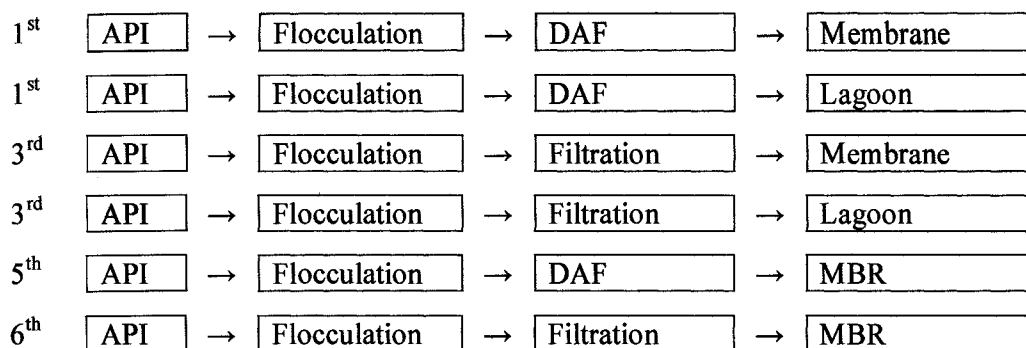 1st API → Flocculation → DAF → Membrane
1st API → Flocculation → DAF → Lagoon
3rd API → Flocculation → Filtration → Membrane
3rd API → Flocculation → Filtration → Lagoon
5th API → Flocculation → DAF → MBR
6th API → Flocculation → Filtration → MBR